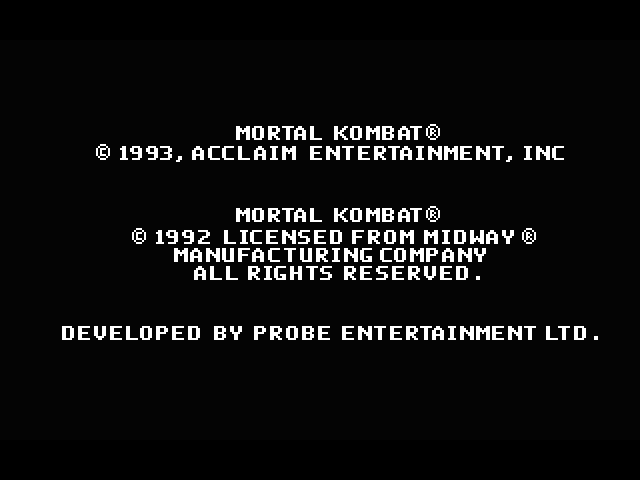 MORTAL KOMBAT®
© 1993, ACCLAIM ENTERTAINMENT, INC
MORTAL KOMBAT®
© 1992 LICENSED FROM MIDWAY ®
MANUFACTURING COMPANY
ALL RIGHTS RESERVED.
DEVELOPED BY PROBE ENTERTAINMENT LTD.